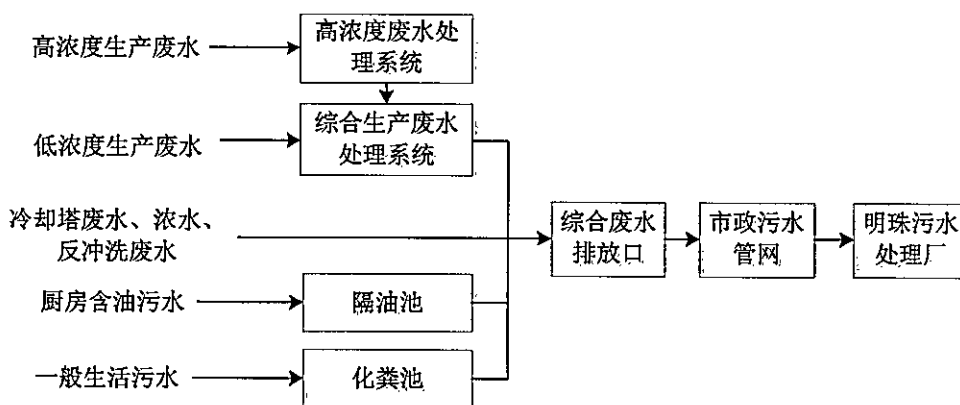 高浓度生产废水
高浓度废水处
理系统
低浓度生产废水
综合生产废水
处理系统
冷却塔废水、浓水、
反冲洗废水
综合废水
排放口
市政污水
管网
明珠污水
处理厂
厨房含油污水
隔油池
一般生活污水
化粪池